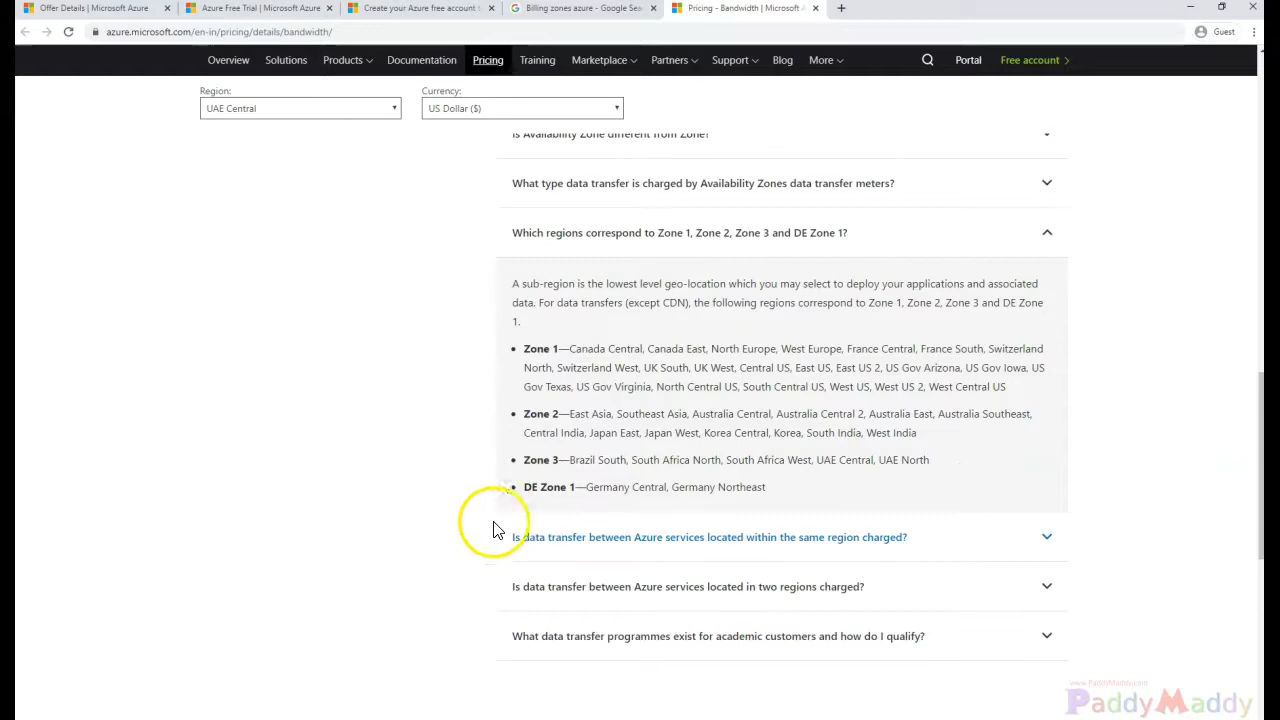 Offer Details | Microsoft Azure
Azure Free Trial | Microsoft Azure
Create your Azure free account
Billing zones azure - Google Sea
Pricing - Bandwidth | Microsoft A
azure.microsoft.com/en-in/pricing/details/bandwidth/
Guest
Overview Solutions Products Documentation Pricing Training Marketplace Partners Support Blog More Portal Free account
Region: Currency:
UAE Central US Dollar ($)
Is Availability Zone different from Zone?
What type data transfer is charged by Availability Zones data transfer meters?
Which regions correspond to Zone 1, Zone 2, Zone 3 and DE Zone 1?
A sub-region is the lowest level geo-location which you may select to deploy your applications and associated
data. For data transfers (except CDN), the following regions correspond to Zone 1, Zone 2, Zone 3 and DE Zone
1.
• Zone 1—Canada Central, Canada East, North Europe, West Europe, France Central, France South, Switzerland
North, Switzerland West, UK South, UK West, Central US, East US, East US 2, US Gov Arizona, US Gov Iowa, US
Gov Texas, US Gov Virginia, North Central US, South Central US, West US, West US 2, West Central US
• Zone 2—East Asia, Southeast Asia, Australia Central, Australia Central 2, Australia East, Australia Southeast,
Central India, Japan East, Japan West, Korea Central, Korea, South India, West India
• Zone 3—Brazil South, South Africa North, South Africa West, UAE Central, UAE North
• DE Zone 1—Germany Central, Germany Northeast
Is data transfer between Azure services located within the same region charged?
Is data transfer between Azure services located in two regions charged?
What data transfer programmes exist for academic customers and how do I qualify?
www.PaddyMaddy.com
PaddyMaddy